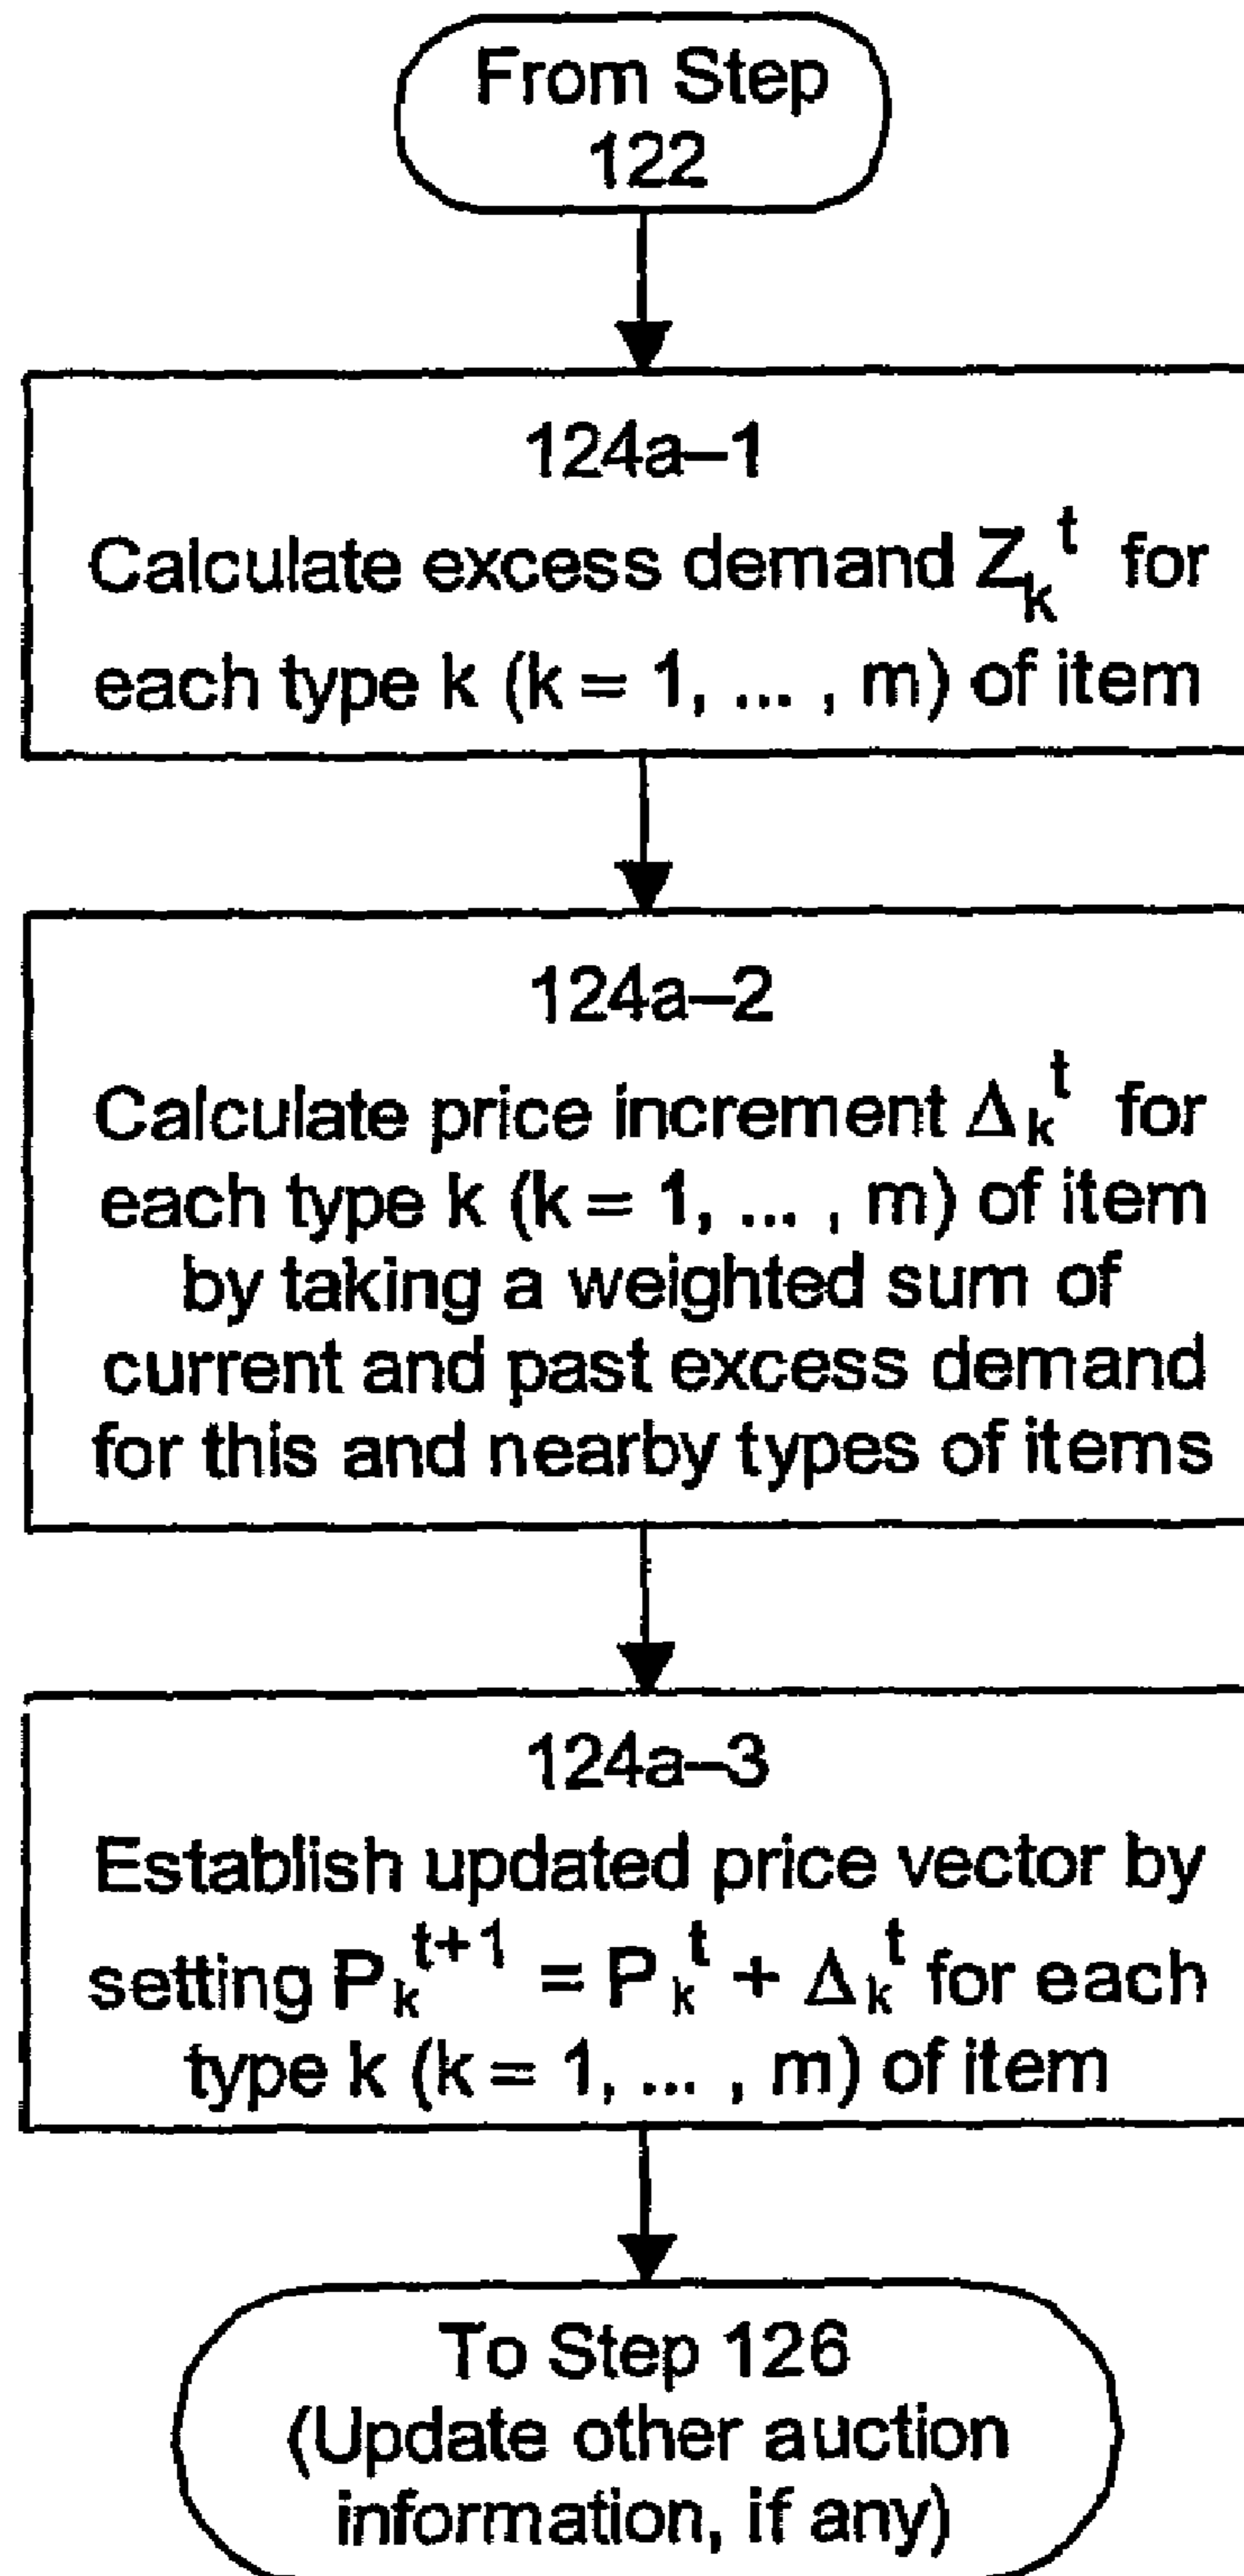 From Step
122
124a–1
Calculate excess demand Z_k^t for
each type k (k = 1, ... , m) of item
124a–2
Calculate price increment Δ_k^t for
each type k (k = 1, ... , m) of item
by taking a weighted sum of
current and past excess demand
for this and nearby types of items
124a–3
Establish updated price vector by
setting P_k^{t+1} = P_k^t + Δ_k^t for each
type k (k = 1, ... , m) of item
To Step 126
(Update other auction
information, if any)